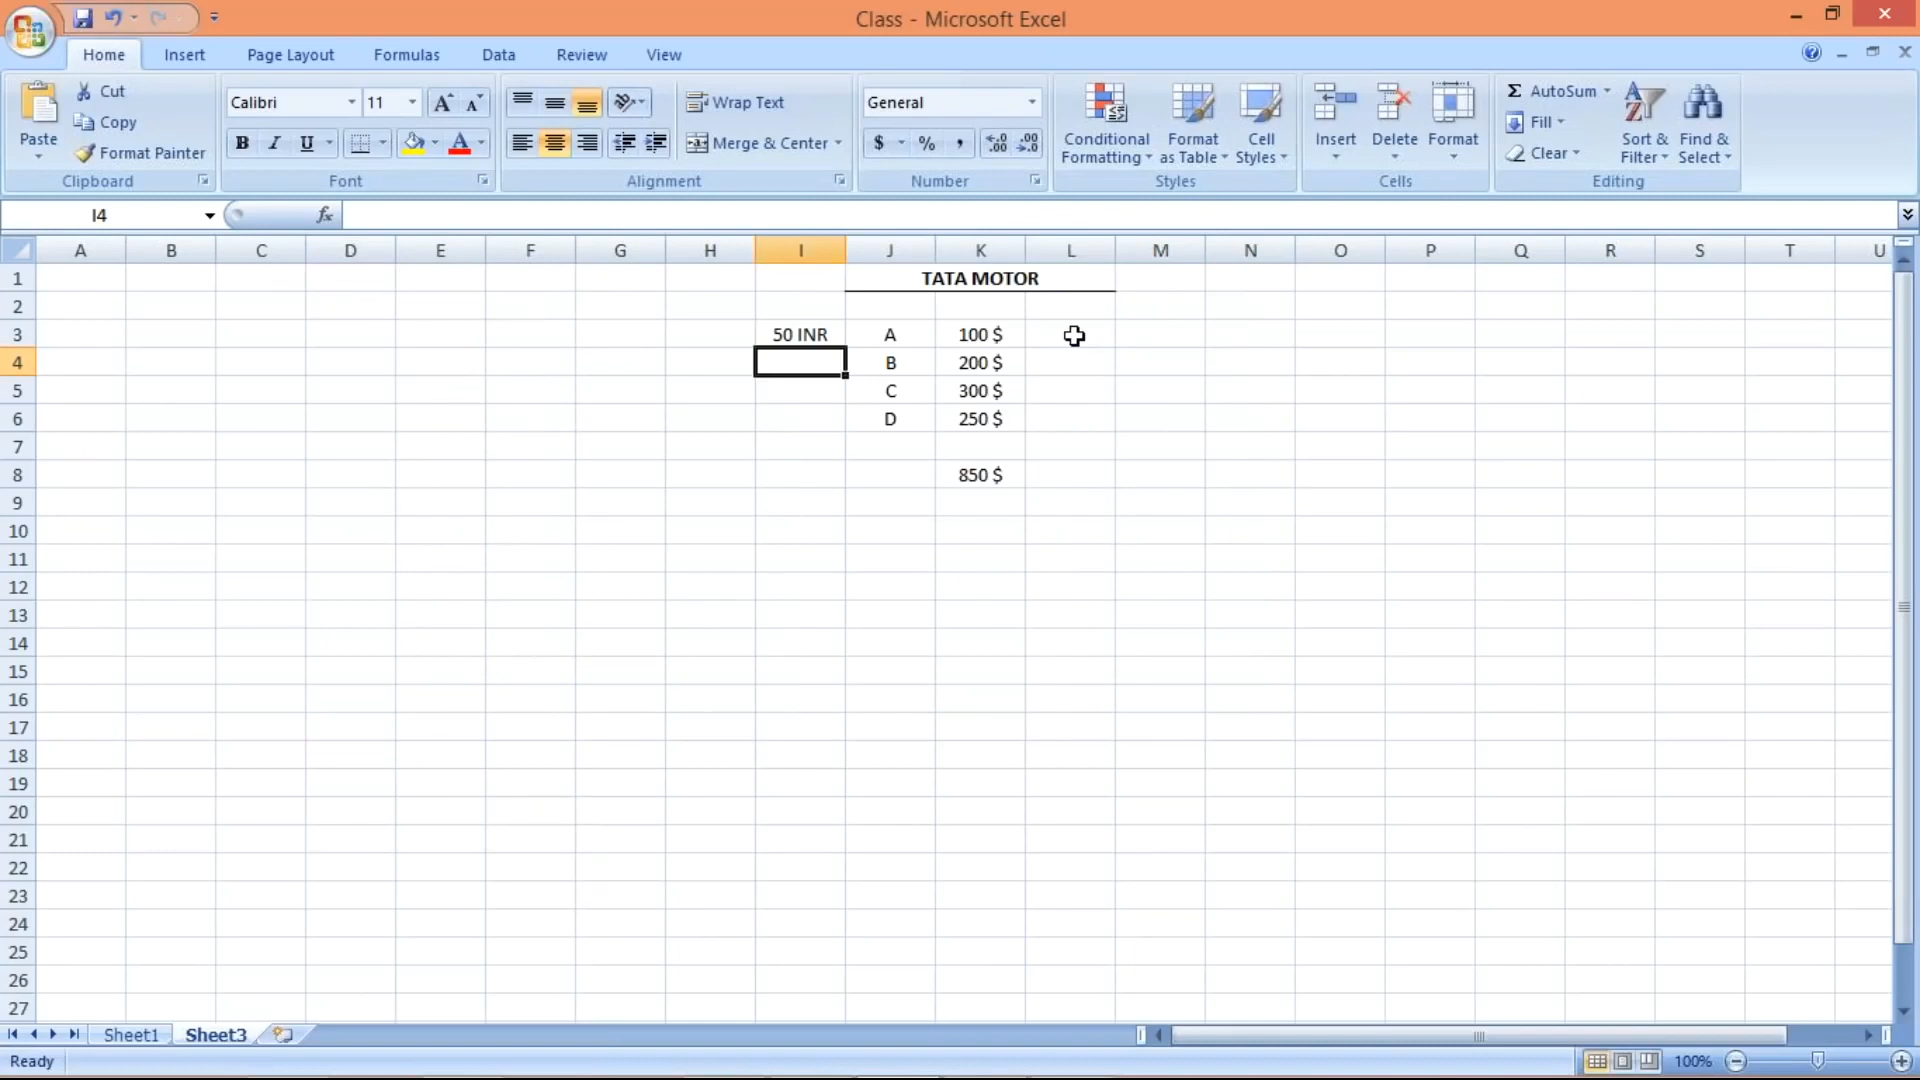 Class - Microsoft Excel
Home Insert Page Layout Formulas Data Review View
Paste
Cut
Copy
Format Painter
Clipboard
Calibri 11
B I U
Font
Wrap Text
Merge & Center
Alignment
General
$ % ,
Number
Conditional Formatting
Format as Table
Cell Styles
Styles
Insert Delete Format
Cells
Σ AutoSum
Fill
Clear
Sort & Filter
Find & Select
Editing
I4 fx
A B C D E F G H I J K L M N O P Q R S T U
1 TATA MOTOR
2
3 50 INR A 100 $
4 B 200 $
5 C 300 $
6 D 250 $
7
8 850 $
9
10
11
12
13
14
15
16
17
18
19
20
21
22
23
24
25
26
27
Sheet1 Sheet3
Ready 100%